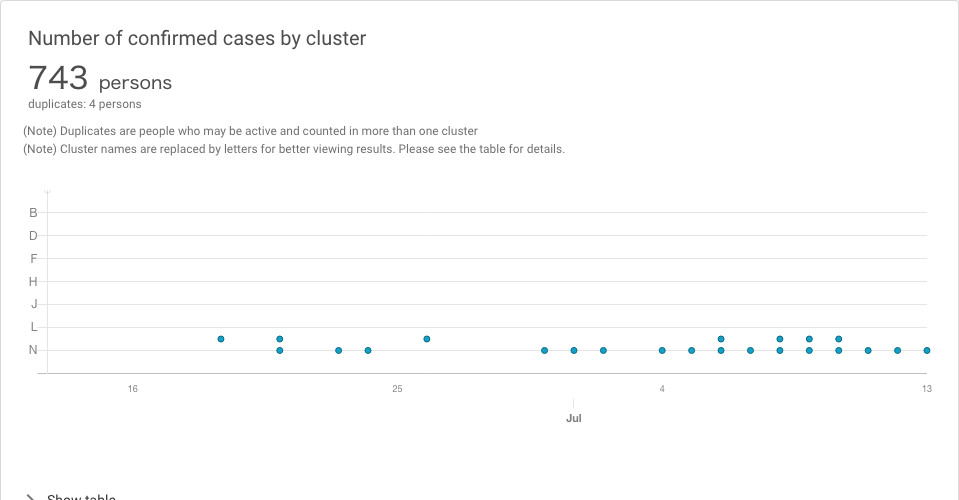 Number of confirmed cases by cluster
743 persons
duplicates: 4 persons
(Note) Duplicates are people who may be active and counted in more than one cluster
(Note) Cluster names are replaced by letters for better viewing results. Please see the table for details.
B
D
F
H
J
L
N
16 25 4 13
Jul
Show table